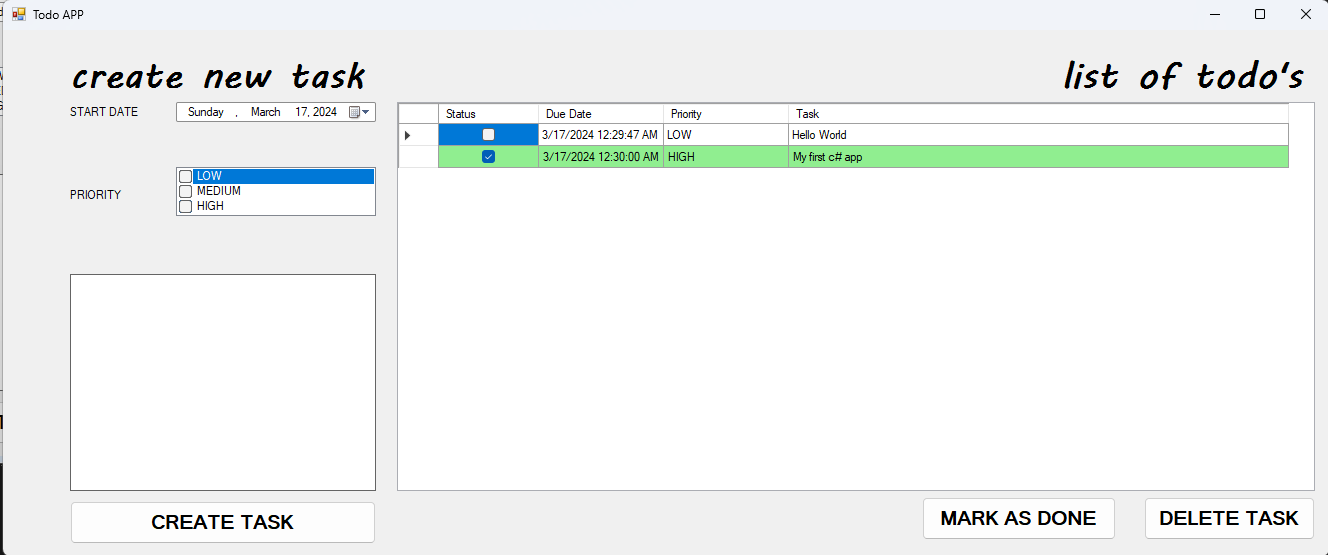 Todo APP
create new task
list of todo's
START DATE
Sunday , March 17, 2024
PRIORITY
LOW
MEDIUM
HIGH
CREATE TASK
Status Due Date Priority Task
3/17/2024 12:29:47 AM LOW Hello World
3/17/2024 12:30:00 AM HIGH My first c# app
MARK AS DONE
DELETE TASK